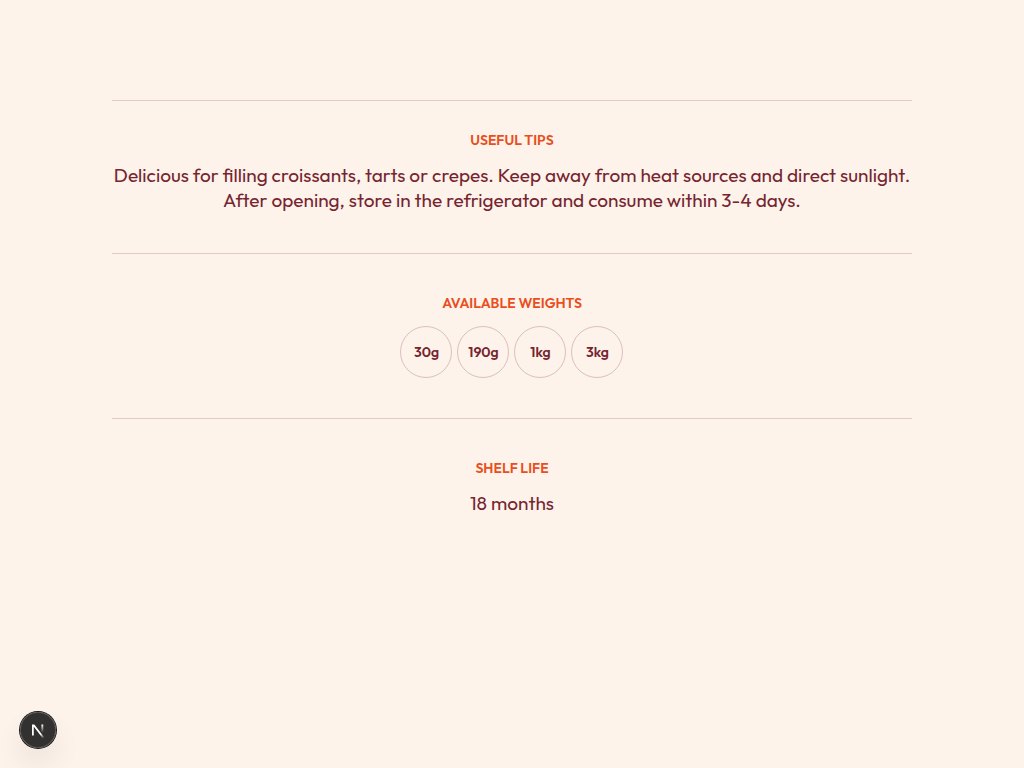 USEFUL TIPS
Delicious for filling croissants, tarts or crepes. Keep away from heat sources and direct sunlight.
After opening, store in the refrigerator and consume within 3-4 days.
AVAILABLE WEIGHTS
30g 190g 1kg 3kg
SHELF LIFE
18 months
N